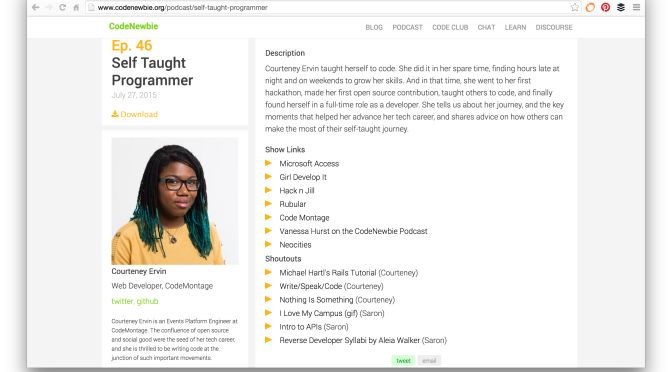 www.codenewbie.org/podcast/self-taught-programmer
CodeNewbie
BLOG PODCAST CODE CLUB CHAT LEARN DISCOURSE
Ep. 46
Self Taught
Programmer
July 27, 2015
Download
Courteney Ervin
Web Developer, CodeMontage
twitter, github
Courteney Ervin is an Events Platform Engineer at
CodeMontage. The confluence of open source
and social good were the seed of her tech career,
and she is thrilled to be writing code at the
junction of such important movements.
Description
Courteney Ervin taught herself to code. She did it in her spare time, finding hours late at
night and on weekends to grow her skills. And in that time, she went to her first
hackathon, made her first open source contribution, taught others to code, and finally
found herself in a full-time role as a developer. She tells us about her journey, and the key
moments that helped her advance her tech career, and shares advice on how others can
make the most of their self-taught journey.
Show Links
Microsoft Access
Girl Develop It
Hack n Jill
Rubular
Code Montage
Vanessa Hurst on the CodeNewbie Podcast
Neocities
Shoutouts
Michael Hartl's Rails Tutorial (Courteney)
Write/Speak/Code (Courteney)
Nothing Is Something (Courteney)
I Love My Campus (gif) (Saron)
Intro to APIs (Saron)
Reverse Developer Syllabi by Aleia Walker (Saron)
tweet email